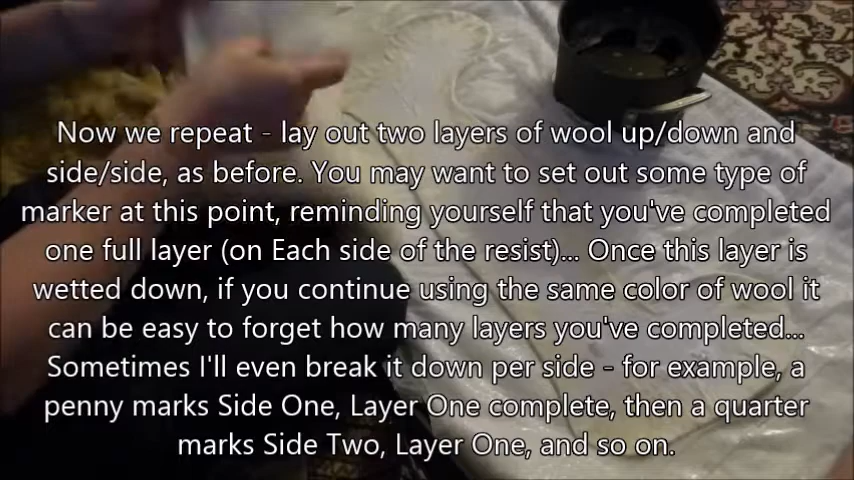 Now we repeat - lay out two layers of wool up/down and
side/side, as before. You may want to set out some type of
marker at this point, reminding yourself that you've completed
one full layer (on Each side of the resist)... Once this layer is
wetted down, if you continue using the same color of wool it
can be easy to forget how many layers you've completed...
Sometimes I'll even break it down per side - for example, a
penny marks Side One, Layer One complete, then a quarter
marks Side Two, Layer One, and so on.